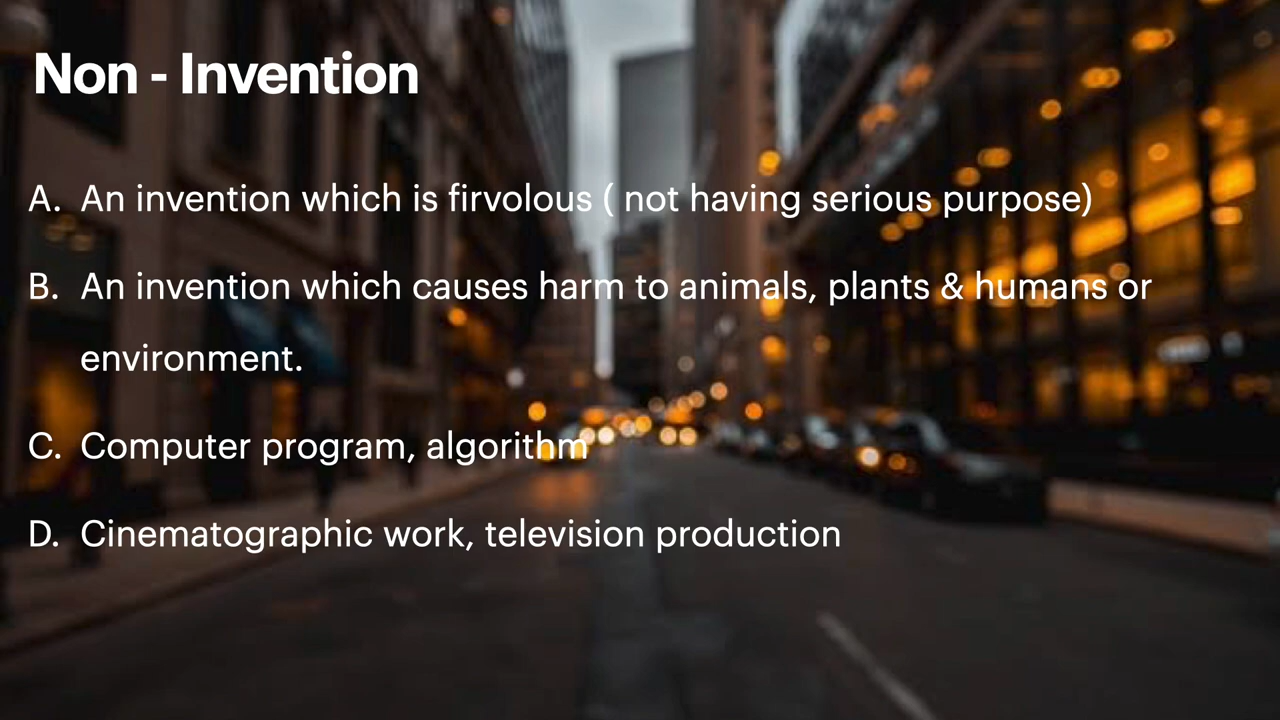 Non - Invention
A. An invention which is firvolous ( not having serious purpose)
B. An invention which causes harm to animals, plants & humans or
environment.
C. Computer program, algorithm
D. Cinematographic work, television production